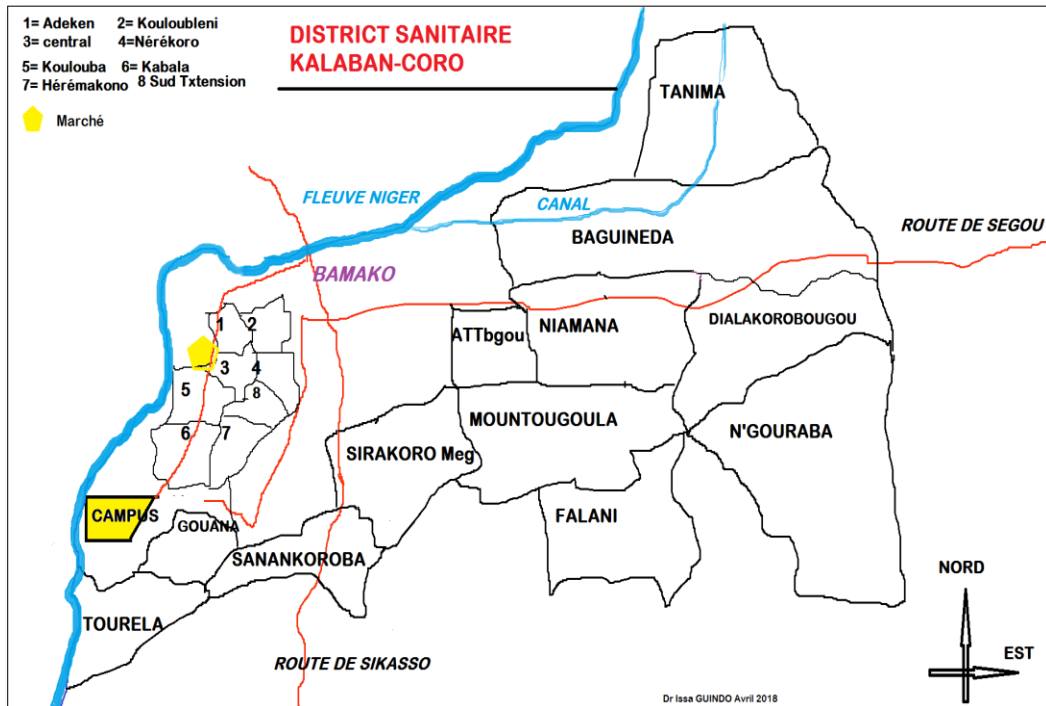 1= Adeken 2= Kouloubleni
3= central 4=Nérékoro
5= Koulouba 6= Kabala
7= Hérémakono 8 Sud Txtension
Marché
DISTRICT SANITAIRE
KALABAN-CORO
TANIMA
FLEUVE NIGER
CANAL
BAGUINEDA
ROUTE DE SEGOU
BAMAKO
1 2
3 4
5 8
6 7
ATTbgou
NIAMANA
DIALAKOROBOUGOU
MOUNTOUGOULA
N'GOURABA
SIRAKORO Meg
CAMPUS
GOUANA
FALANI
SANANKOROBA
TOURELA
ROUTE DE SIKASSO
NORD
EST
Dr Issa GUINDO Avril 2018